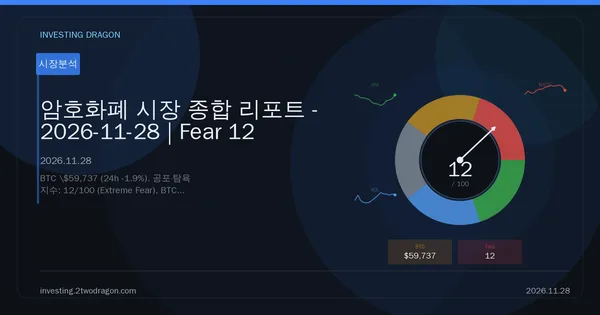 INVESTING DRAGON
시장분석
암호화폐 시장 종합 리포트 -
2026-11-28 | Fear 12
2026.11.28
BTC \$59,737 (24h -1.9%). 공포·탐욕
지수: 12/100 (Extreme Fear), BTC...
12
/ 100
BTC
$59,737
12
investing.2twodragon.com
2026.11.28